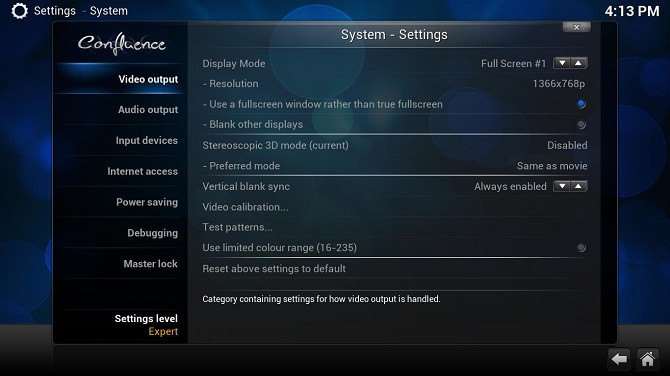 Settings - System
4:13 PM
Confluence
System - Settings
Video output
Audio output
Input devices
Internet access
Power saving
Debugging
Master lock
Settings level
Expert
Display Mode Full Screen #1
- Resolution 1366x768p
- Use a fullscreen window rather than true fullscreen
- Blank other displays
Stereoscopic 3D mode (current) Disabled
- Preferred mode Same as movie
Vertical blank sync Always enabled
Video calibration...
Test patterns...
Use limited colour range (16-235)
Reset above settings to default
Category containing settings for how video output is handled.